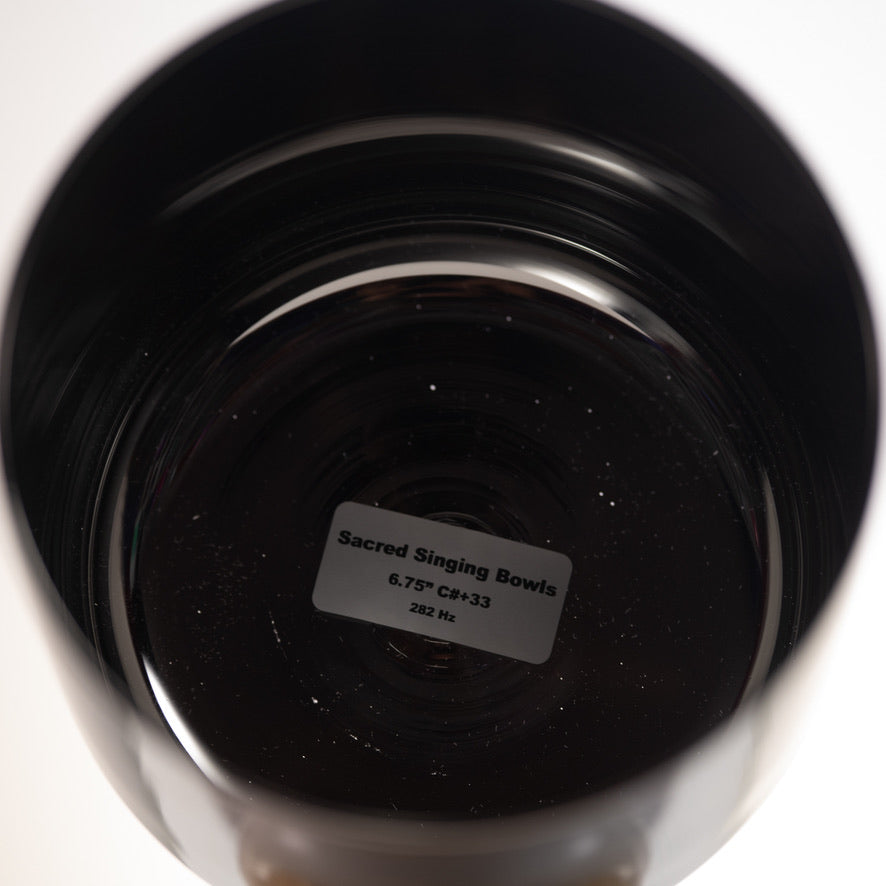 Sacred Singing Bowls
6.75” C#+33
282 Hz